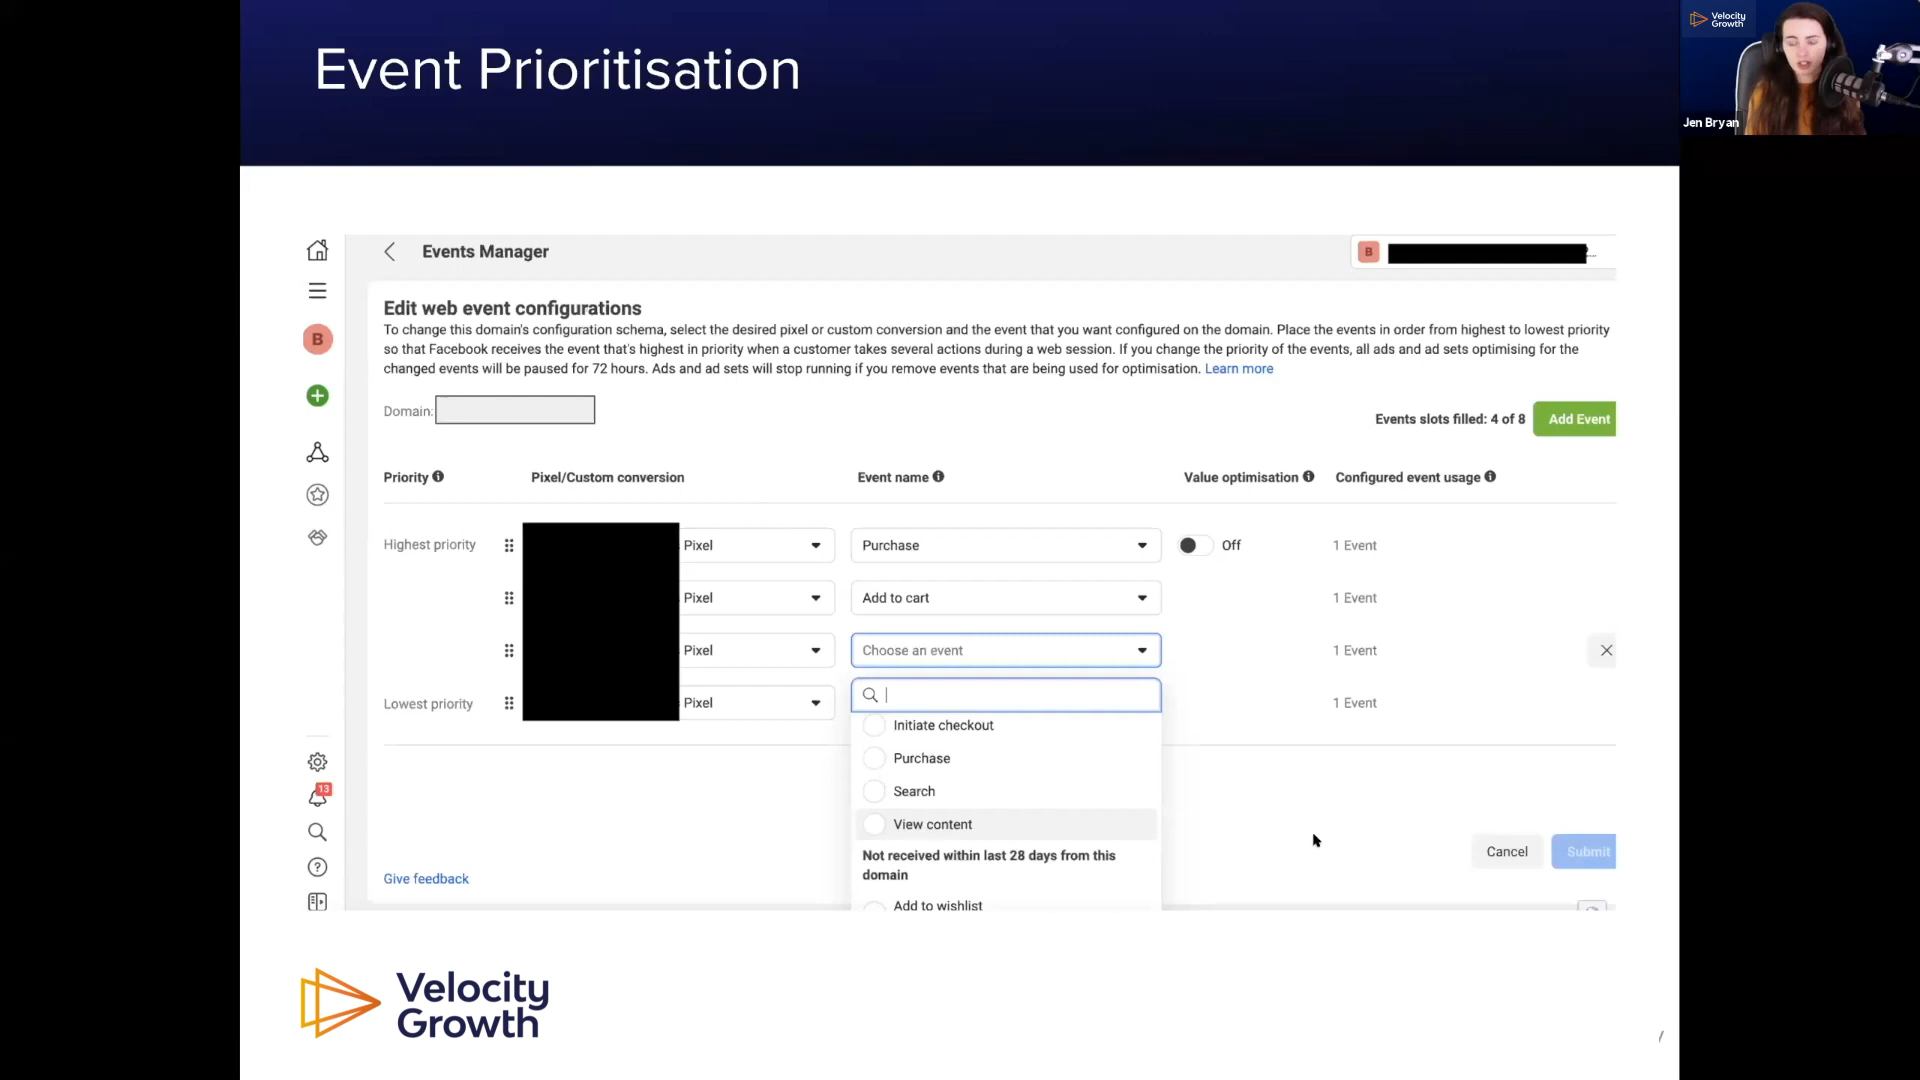 Event Prioritisation
Velocity
Growth
Jen Bryan
Events Manager
B
Edit web event configurations
To change this domain's configuration schema, select the desired pixel or custom conversion and the event that you want configured on the domain. Place the events in order from highest to lowest priority
so that Facebook receives the event that's highest in priority when a customer takes several actions during a web session. If you change the priority of the events, all ads and ad sets optimising for the
changed events will be paused for 72 hours. Ads and ad sets will stop running if you remove events that are being used for optimisation. Learn more
B
Domain:
Events slots filled: 4 of 8
Add Event
Priority
Pixel/Custom conversion
Event name
Value optimisation
Configured event usage
Highest priority
Pixel
Purchase
Off
1 Event
Pixel
Add to cart
1 Event
Pixel
Choose an event
1 Event
Lowest priority
Pixel
1 Event
Initiate checkout
Purchase
Search
View content
Not received within last 28 days from this
domain
Add to wishlist
13
Cancel
Submit
Give feedback
Velocity
Growth